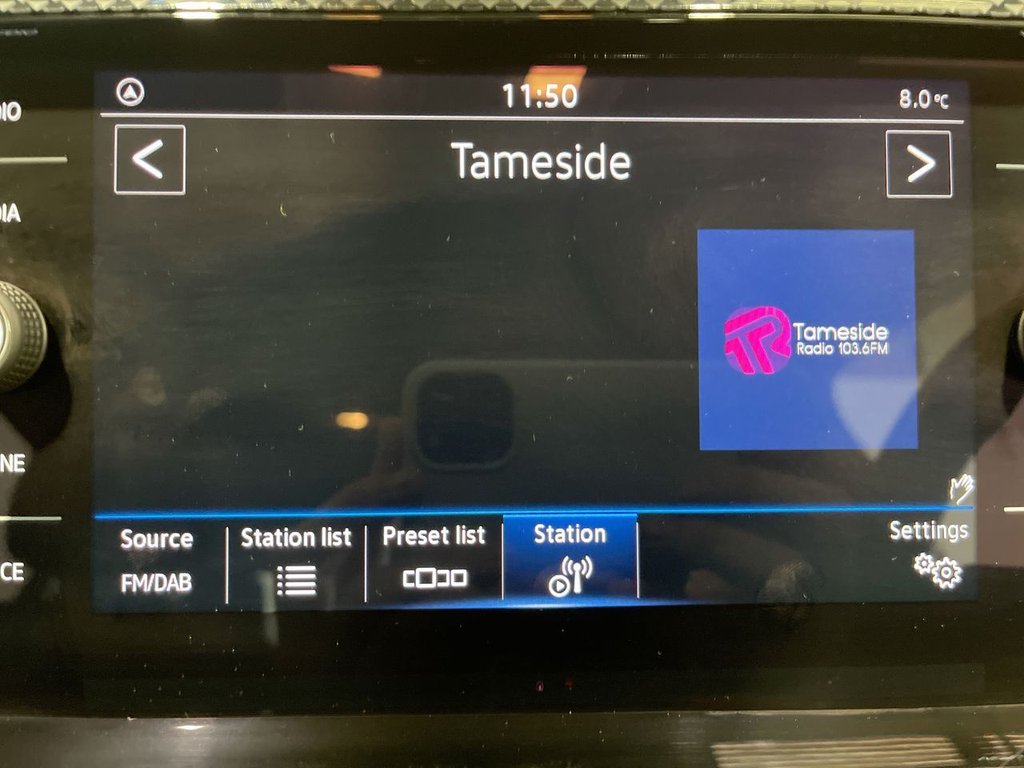 11:50
8.0°C
Tameside
Tameside
Radio 103.6FM
Source
FM/DAB
Station list
Preset list
Station
Settings